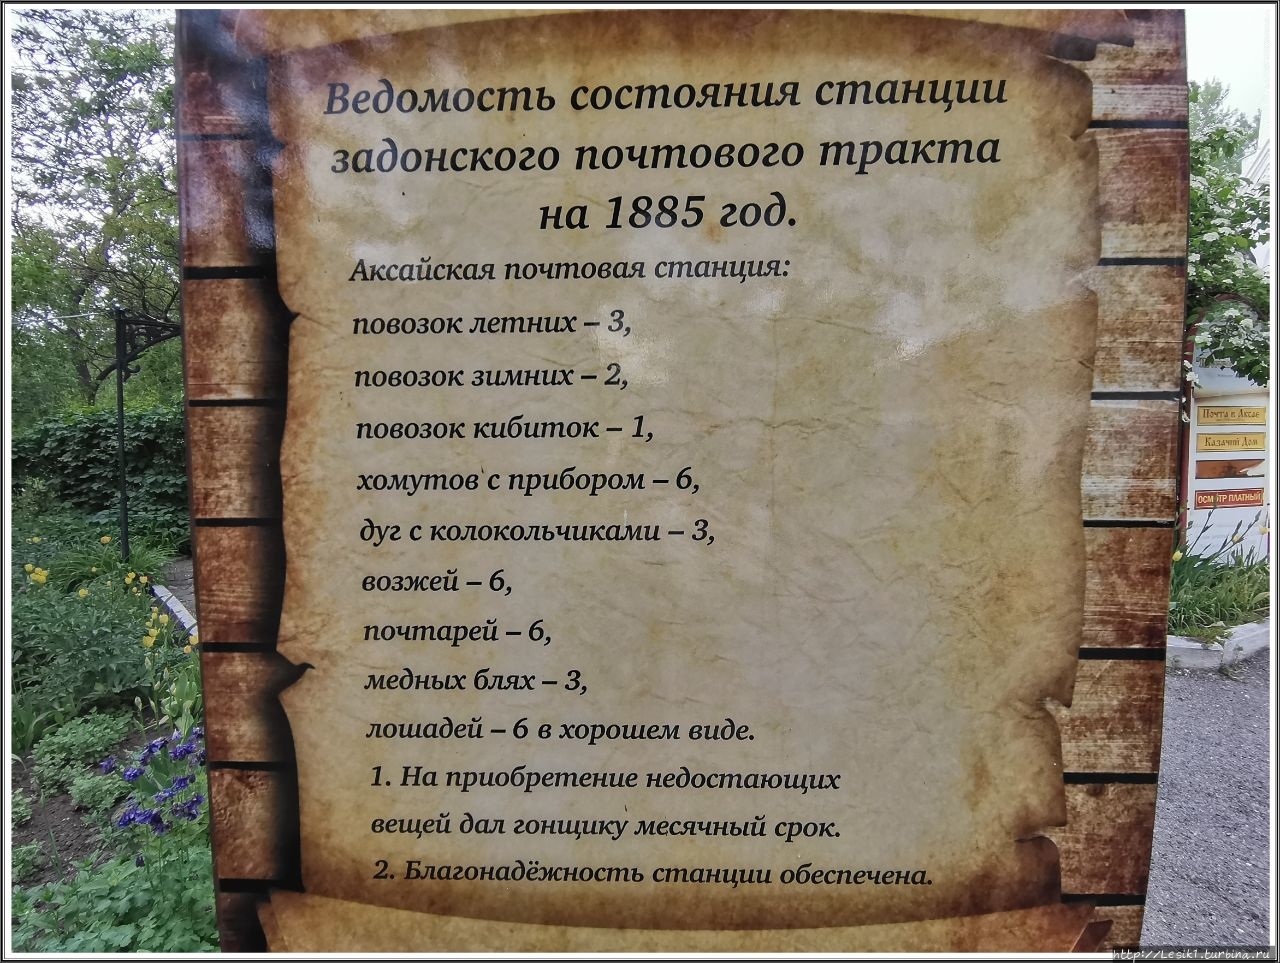 Ведомость состояния станции
задонского почтового тракта
на 1885 год.
Аксайская почтовая станция:
повозок летних – 3,
повозок зимних – 2,
повозок кибиток – 1,
хомутов с прибором – 6,
дуг с колокольчиками – 3,
возжей – 6,
почтарей – 6,
медных блях – 3,
лошадей – 6 в хорошем виде.
1. На приобретение недостающих
вещей дал гонщику месячный срок.
2. Благонадёжность станции обеспечена.
Почта в Аксае
Казачий Дом
ОСМОТР ПЛАТНЫЙ
http://Lesik1.turbina.ru